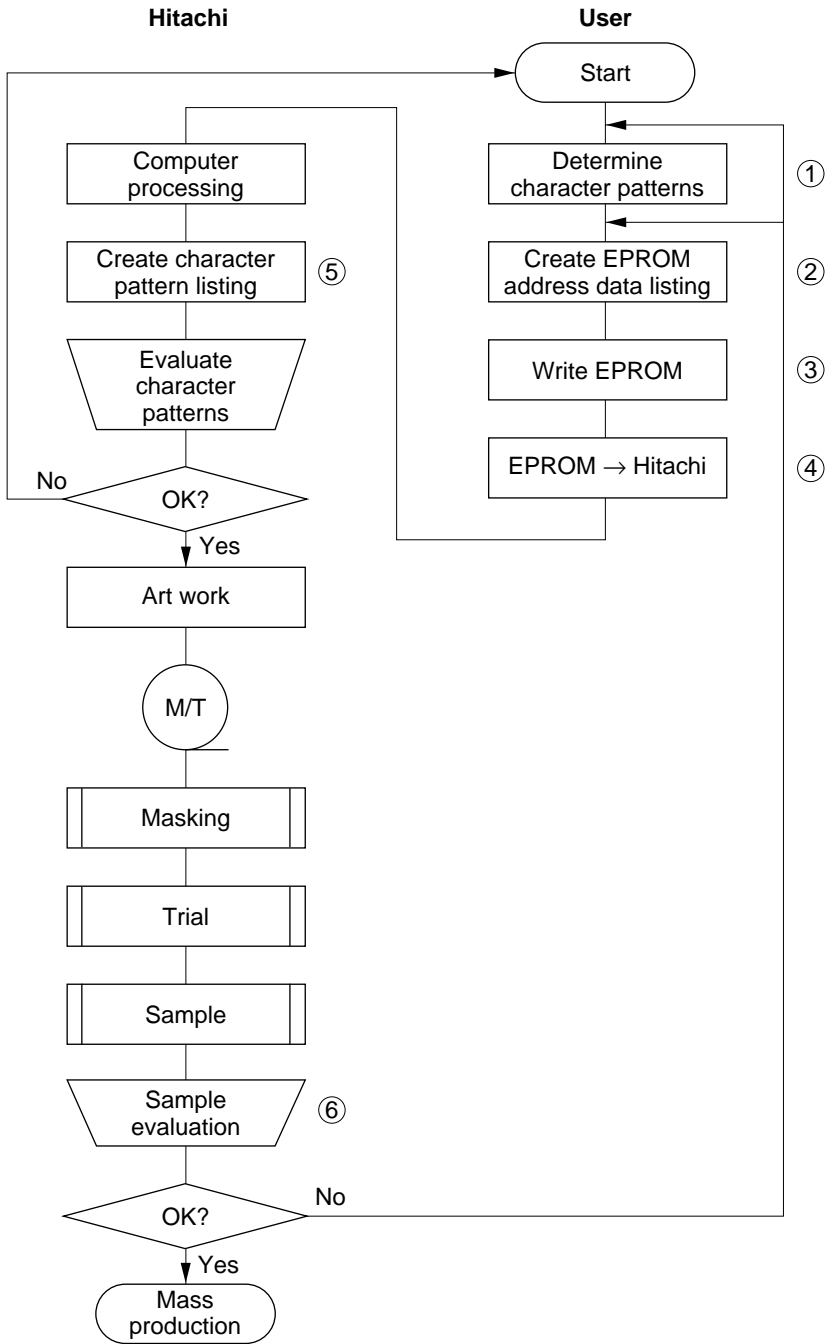 Hitachi
User
Start
Determine
character patterns
①
Create EPROM
address data listing
②
Write EPROM
③
EPROM → Hitachi
④
Computer
processing
Create character
pattern listing
⑤
Evaluate
character
patterns
No
OK?
Yes
Art work
M/T
Masking
Trial
Sample
Sample
evaluation
⑥
No
OK?
Yes
Mass
production